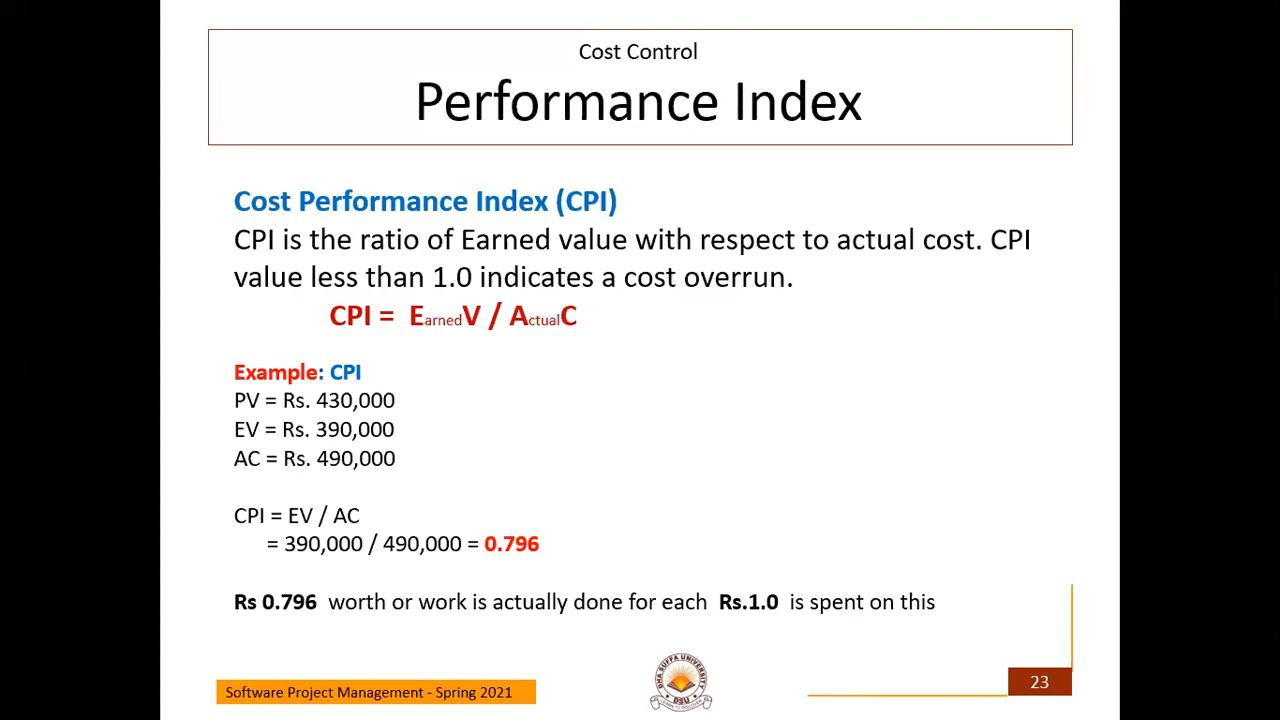 Cost Control
Performance Index
Cost Performance Index (CPI)
CPI is the ratio of Earned value with respect to actual cost. CPI
value less than 1.0 indicates a cost overrun.
CPI = EarnedV / ActualC
Example: CPI
PV = Rs. 430,000
EV = Rs. 390,000
AC = Rs. 490,000
CPI = EV / AC
= 390,000 / 490,000 = 0.796
Rs 0.796 worth or work is actually done for each Rs.1.0 is spent on this
Software Project Management - Spring 2021
DHA SUFFA UNIVERSITY
DSU
23